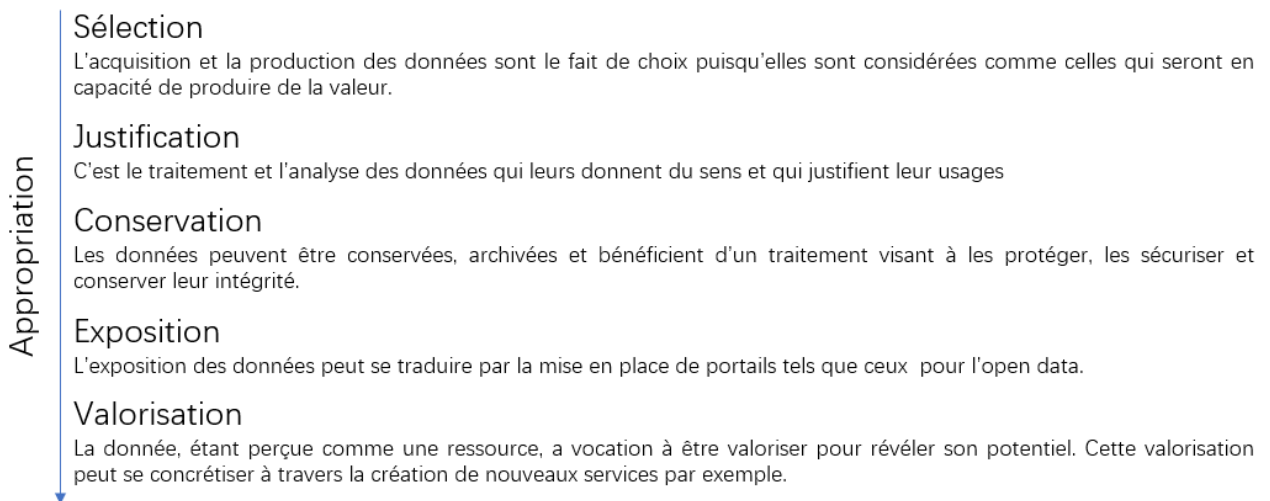 Appropriation
Sélection
L'acquisition et la production des données sont le fait de choix puisqu'elles sont considérées comme celles qui seront en
capacité de produire de la valeur.
Justification
C'est le traitement et l'analyse des données qui leurs donnent du sens et qui justifient leur usages
Conservation
Les données peuvent être conservées, archivées et bénéficient d'un traitement visant à les protéger, les sécuriser et
conserver leur intégrité.
Exposition
L'exposition des données peut se traduire par la mise en place de portails tels que ceux  pour l'open data.
Valorisation
La donnée, étant perçue comme une ressource, a vocation à être valoriser pour révéler son potentiel. Cette valorisation
peut se concrétiser à travers la création de nouveaux services par exemple.